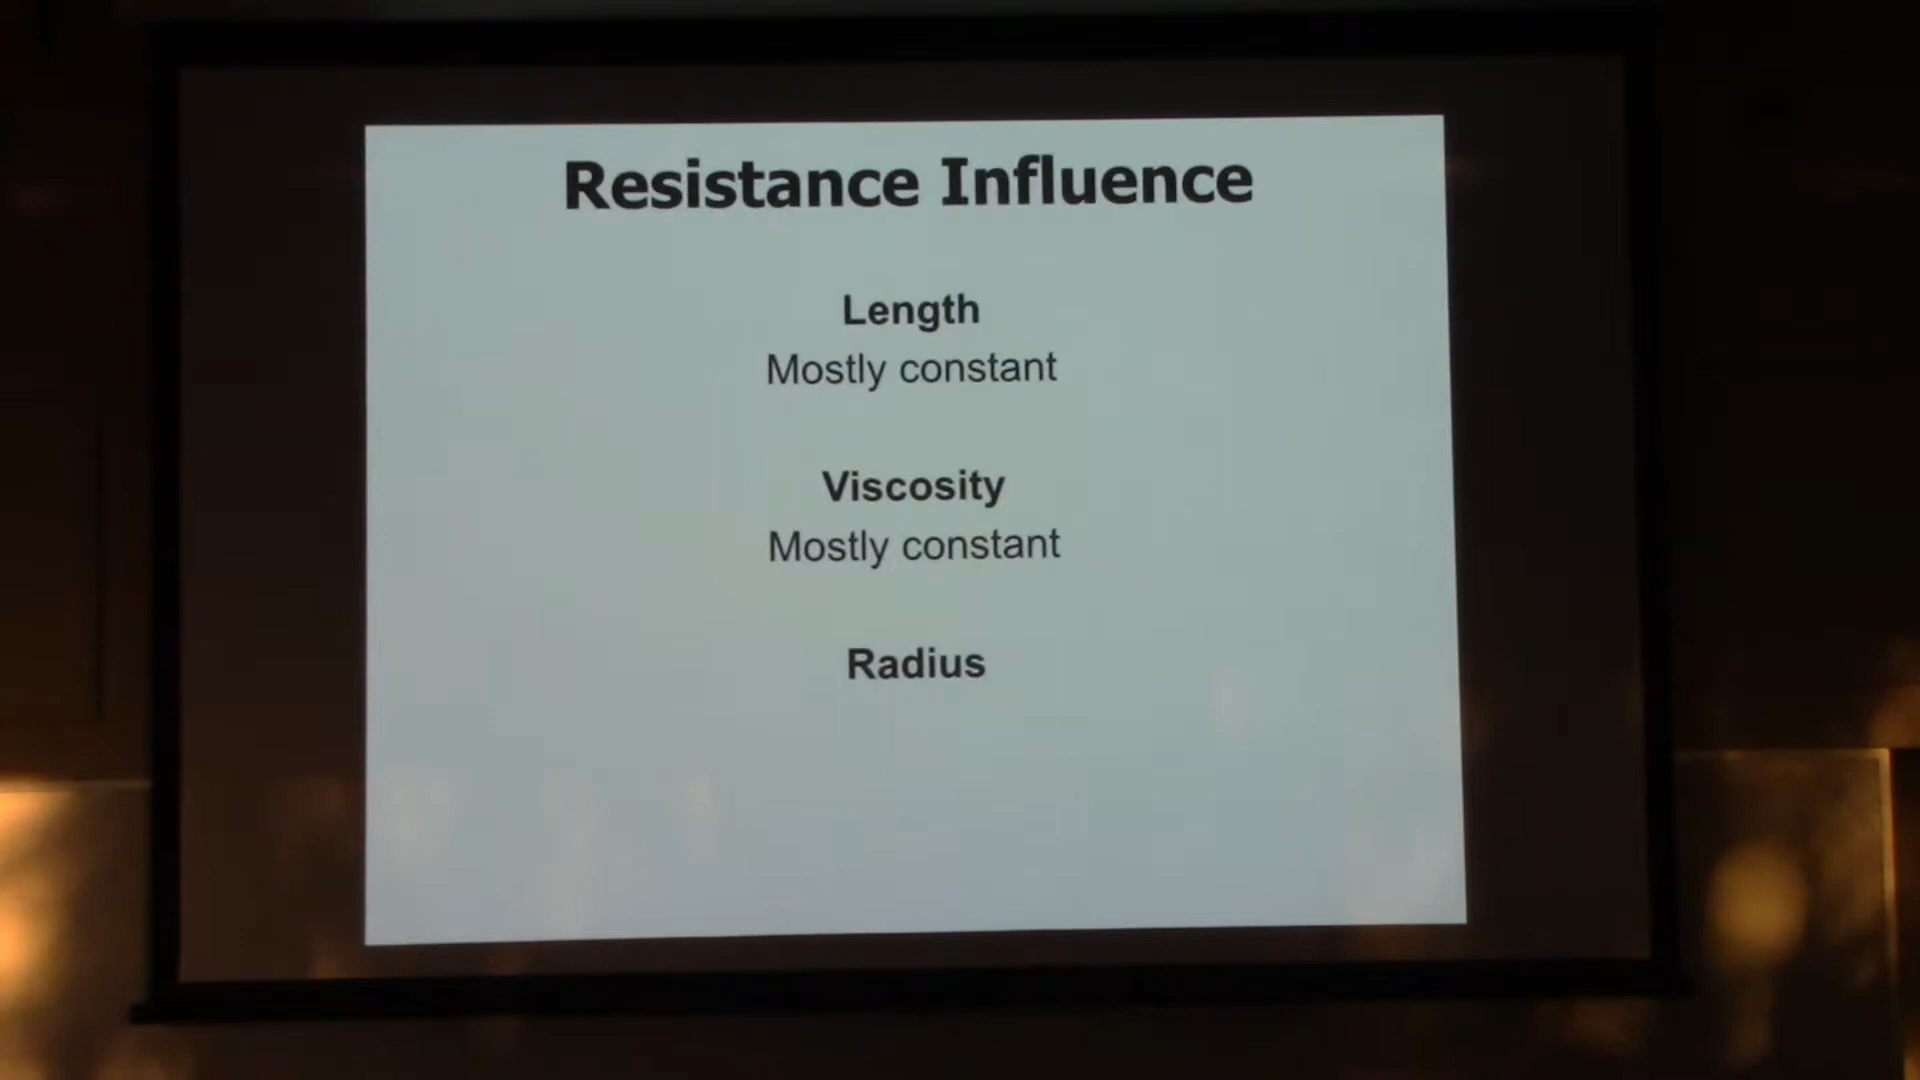 Resistance Influence
Length
Mostly constant
Viscosity
Mostly constant
Radius